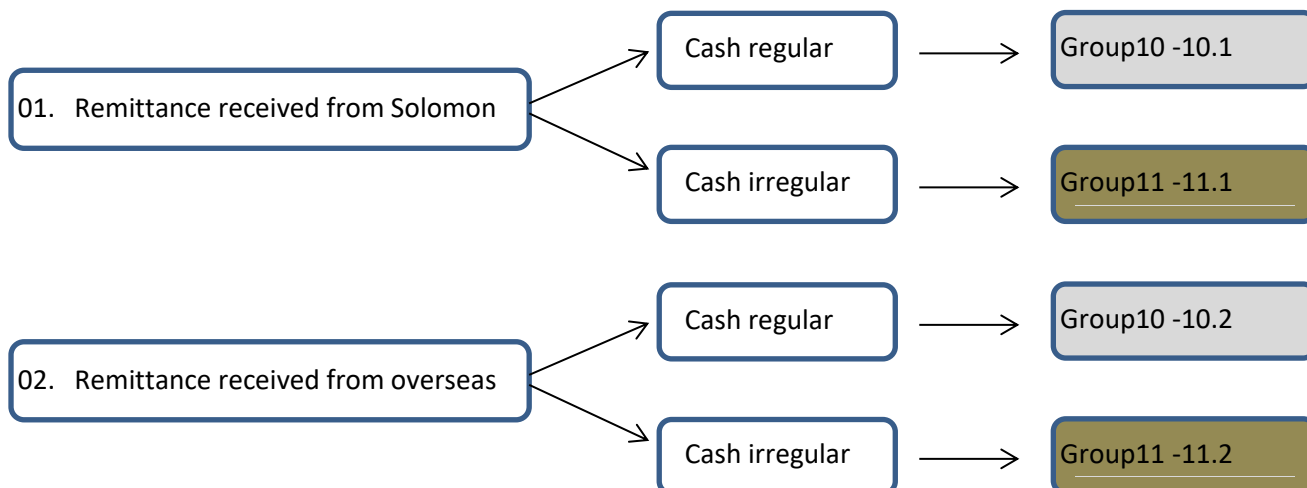 Cash regular
Group10 -10.1
01. Remittance received from Solomon
Cash irregular
Group11 -11.1
Cash regular
Group10 -10.2
02. Remittance received from overseas
Cash irregular
Group11 -11.2